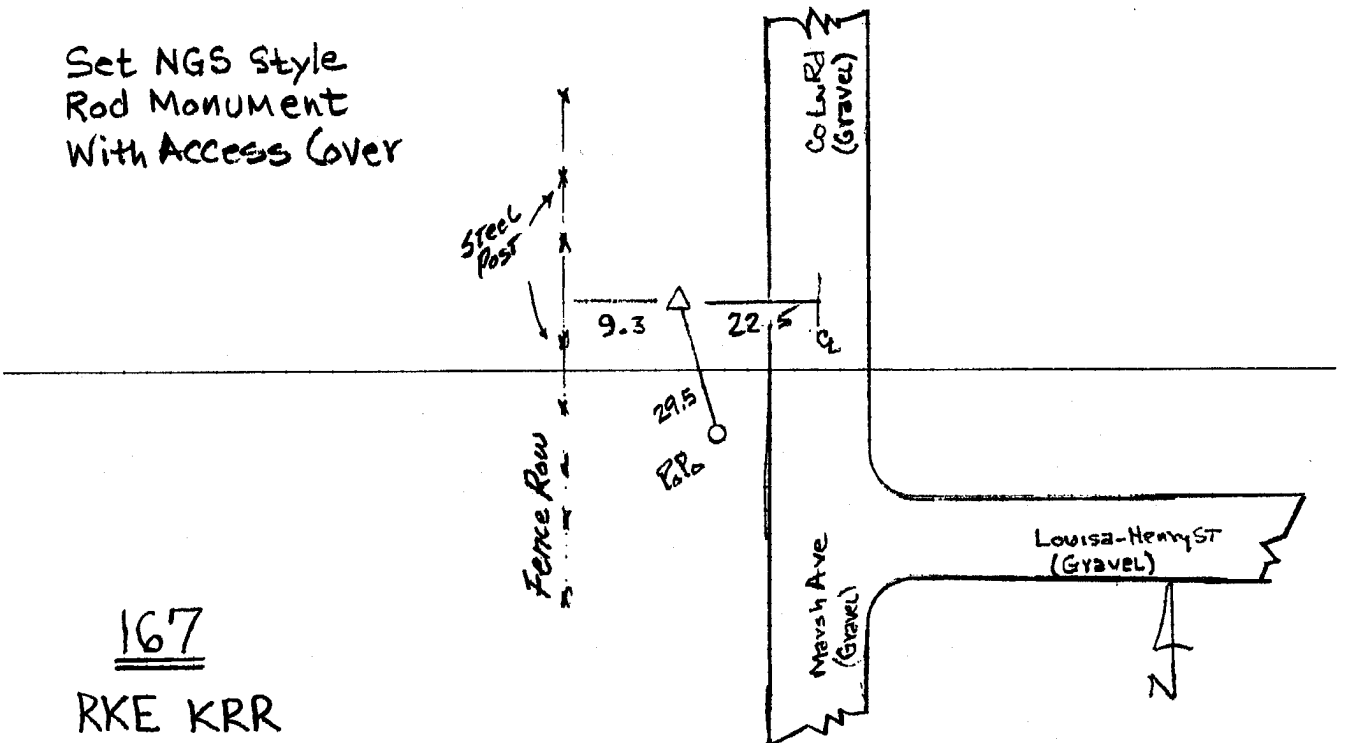 Set NGS Style
Rod Monument
With Access Cover
Co Ln Rd
(Gravel)
Steel
Post
9.3
22.5
CL
29.5
P.P.
Fence Row
Marsh Ave
(Gravel)
Louisa-Henry ST
(Gravel)
N
167
RKE KRR